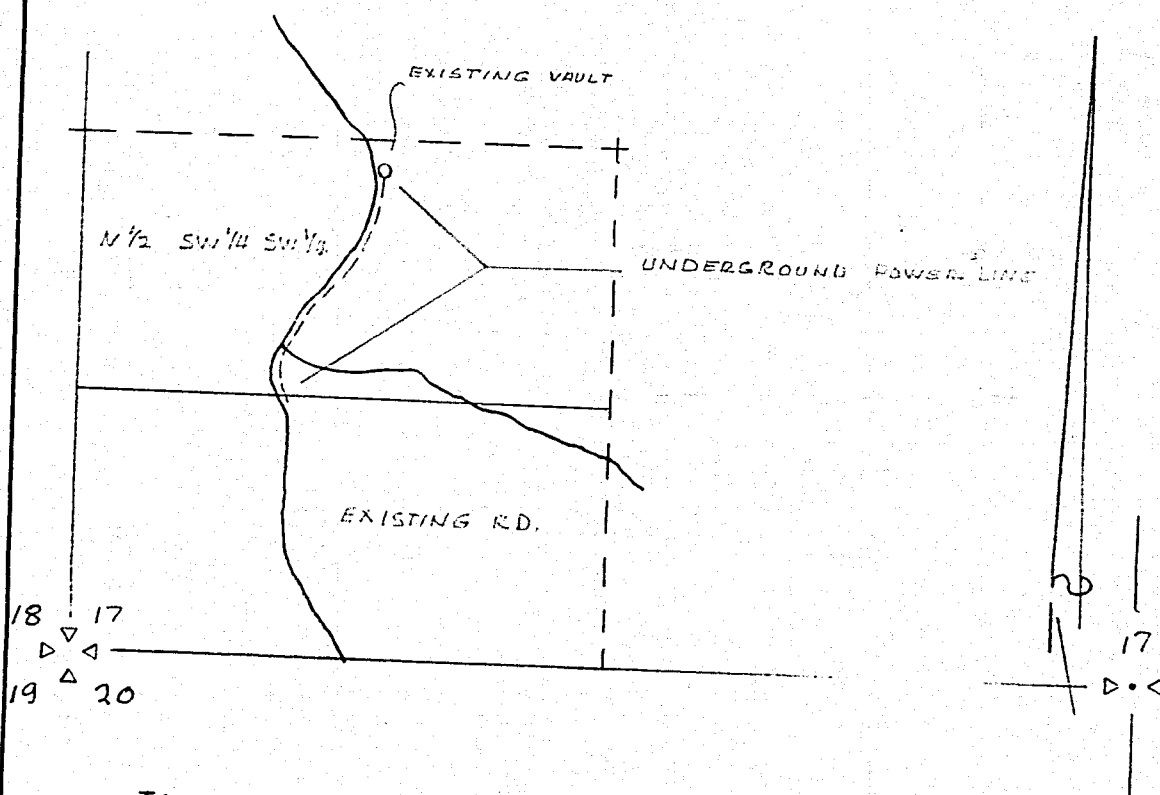 EXISTING VAULT
N 1/2 SW 1/4 SW 1/4
UNDERGROUND POWER LINE
EXISTING RD.
18 17
19 20
17